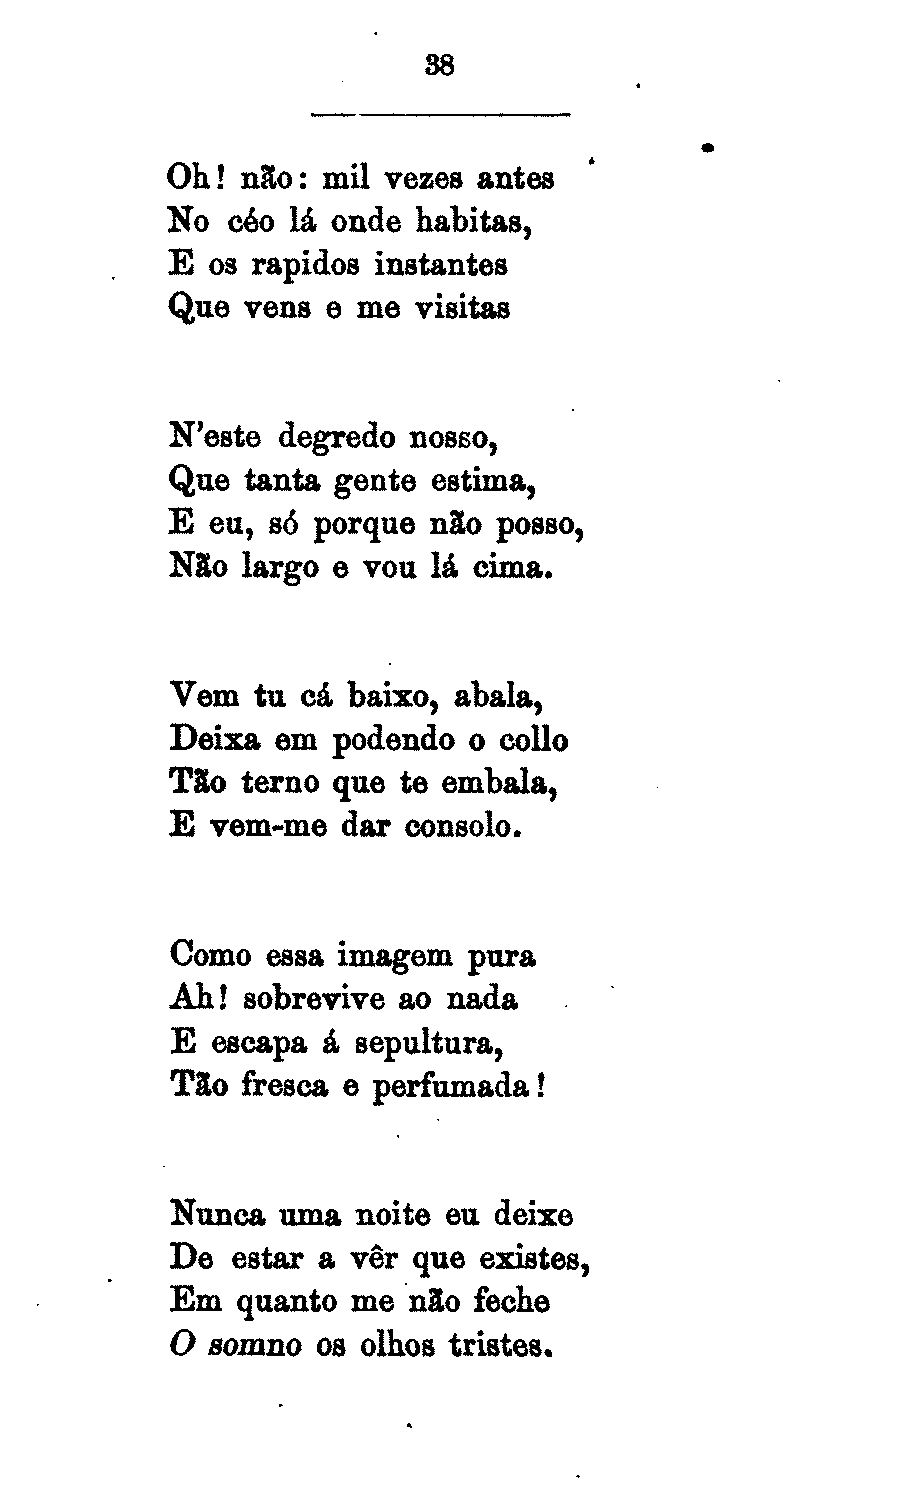 38
Oh! não: mil vezes antes
No céo lá onde habitas,
E os rapidos instantes
Que vens e me visitas
N'este degredo nosso,
Que tanta gente estima,
E eu, só porque não posso,
Não largo e vou lá cima.
Vem tu cá baixo, abala,
Deixa em podendo o collo
Tão terno que te embala,
E vem-me dar consolo.
Como essa imagem pura
Ah! sobrevive ao nada
E escapa á sepultura,
Tão fresca e perfumada!
Nunca uma noite eu deixe
De estar a vêr que existes,
Em quanto me não feche
O somno os olhos tristes.